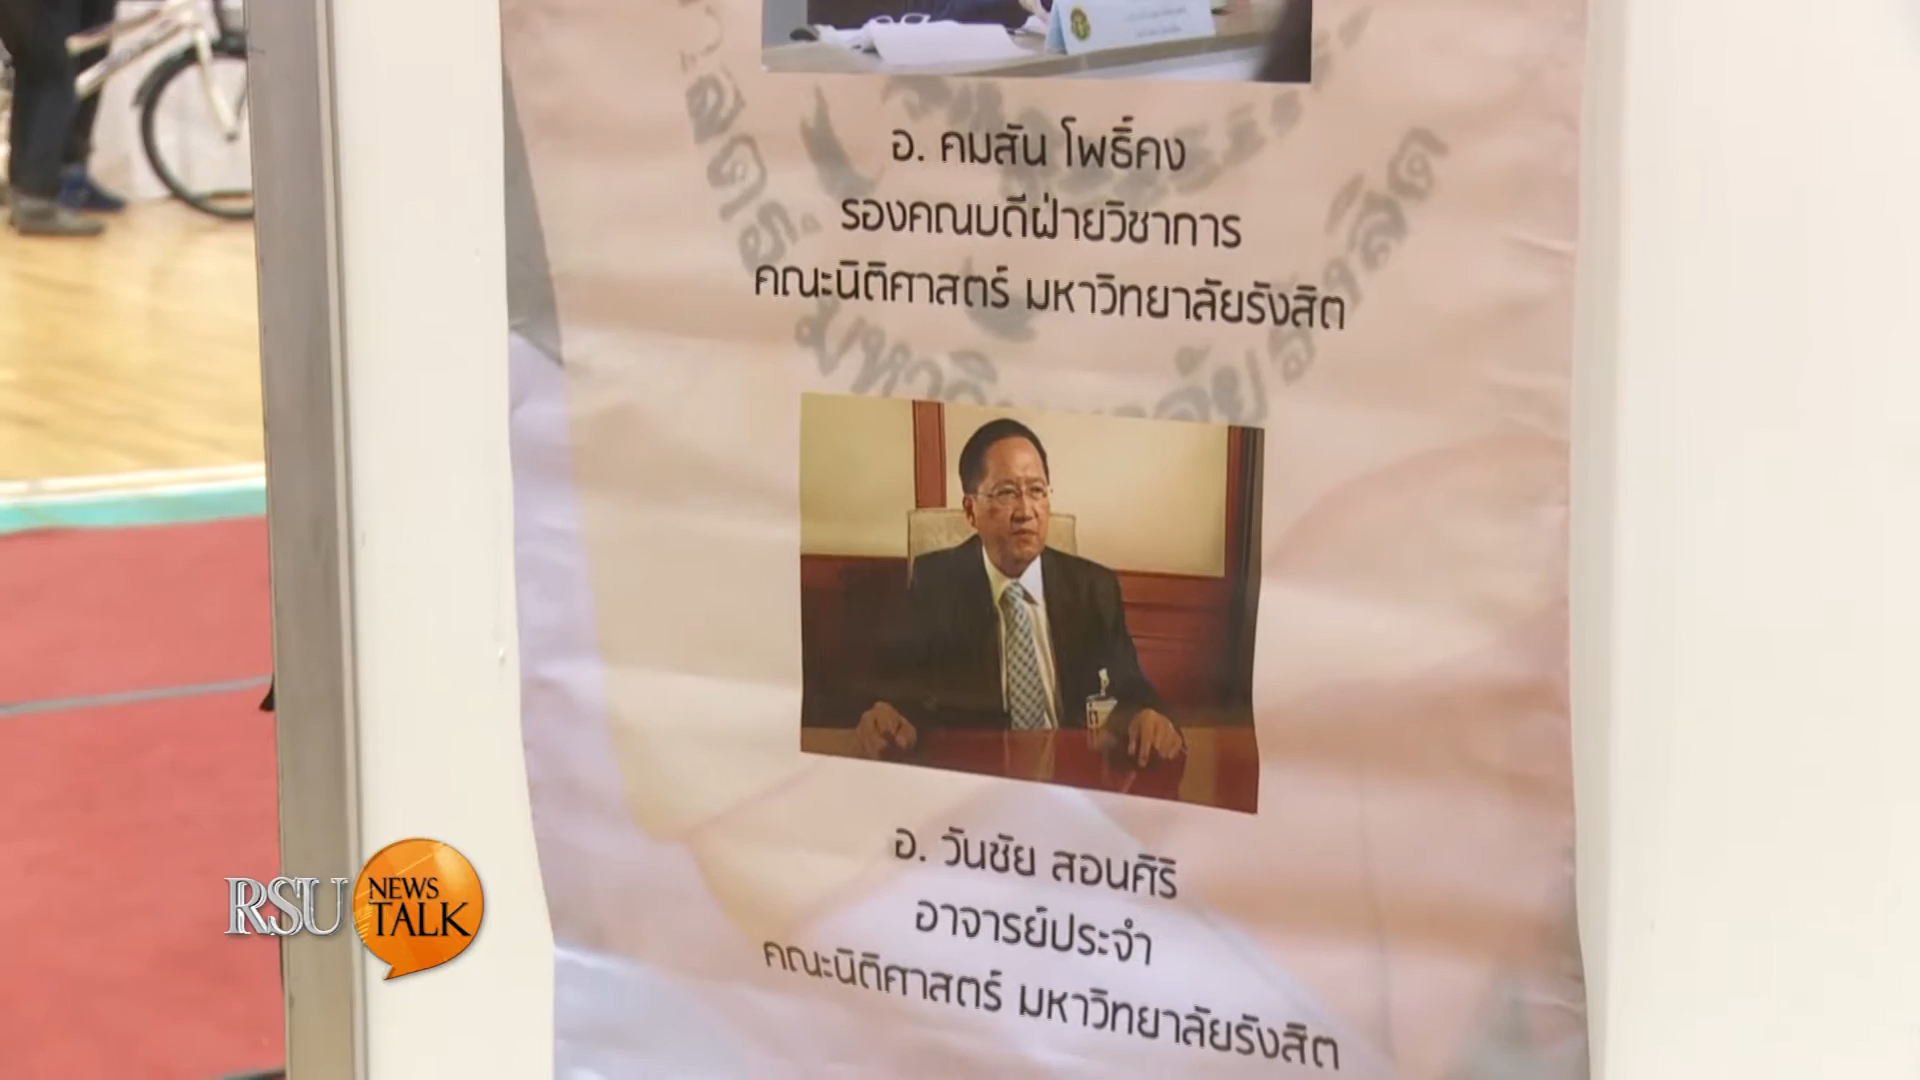 อ. คมสัน โพธิ์คง
รองคณบดีฝ่ายวิชาการ
คณะนิติศาสตร์ มหาวิทยาลัยรังสิต
อ. วันชัย สอนศิริ
อาจารย์ประจำ
คณะนิติศาสตร์ มหาวิทยาลัยรังสิต
RSU NEWS
TALK